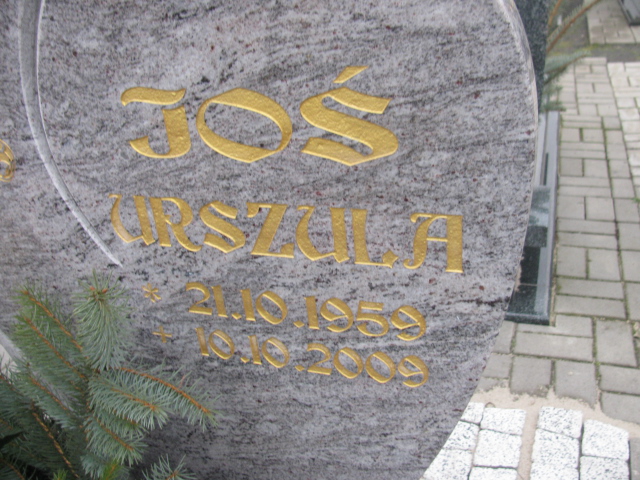 JOŚ
URSZULA
* 21.10.1959
+ 10.10.2009